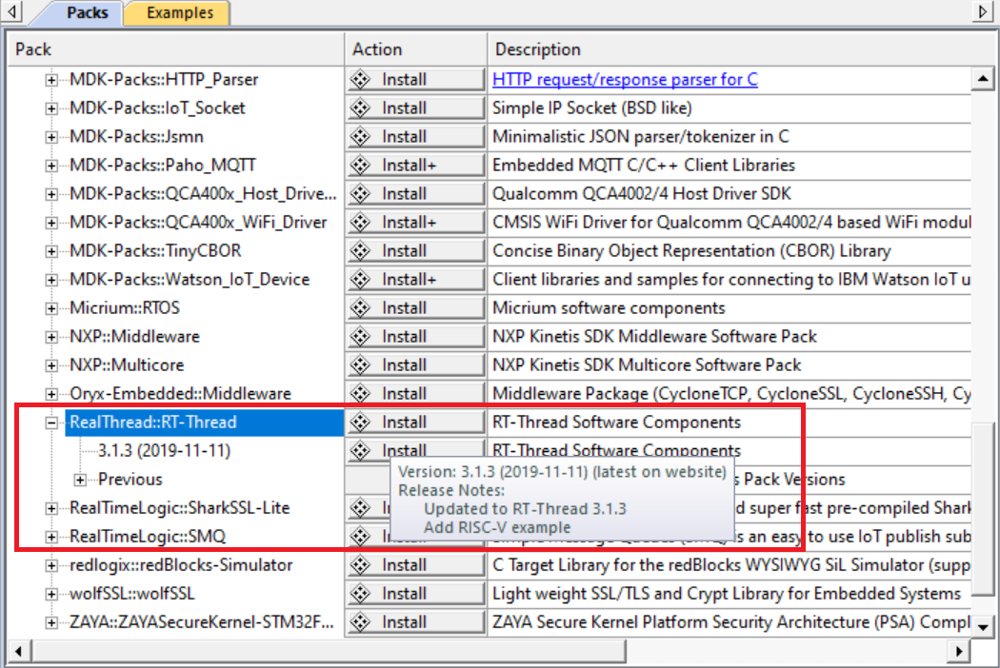 Packs Examples
Pack Action Description
MDK-Packs::HTTP_Parser Install HTTP request/response parser for C
MDK-Packs::IoT_Socket Install Simple IP Socket (BSD like)
MDK-Packs::Jsmn Install Minimalistic JSON parser/tokenizer in C
MDK-Packs::Paho_MQTT Install+ Embedded MQTT C/C++ Client Libraries
MDK-Packs::QCA400x_Host_Drive... Install Qualcomm QCA4002/4 Host Driver SDK
MDK-Packs::QCA400x_WiFi_Driver Install+ CMSIS WiFi Driver for Qualcomm QCA4002/4 based WiFi modul
MDK-Packs::TinyCBOR Install Concise Binary Object Representation (CBOR) Library
MDK-Packs::Watson_IoT_Device Install+ Client libraries and samples for connecting to IBM Watson IoT u
Micrium::RTOS Install Micrium software components
NXP::Middleware Install NXP Kinetis SDK Middleware Software Pack
NXP::Multicore Install NXP Kinetis SDK Multicore Software Pack
Oryx-Embedded::Middleware Install Middleware Package (CycloneTCP, CycloneSSL, CycloneSSH, Cy
RealThread::RT-Thread Install RT-Thread Software Components
3.1.3 (2019-11-11) Install RT-Thread Software Components
Version: 3.1.3 (2019-11-11) (latest on website)
Previous Pack Versions
Release Notes:
Updated to RT-Thread 3.1.3
RealTimeLogic::SharkSSL-Lite d super fast pre-compiled Shark
Add RISC-V example
RealTimeLogic::SMQ is an easy to use IoT publish sub
redlogix::redBlocks-Simulator Install C Target Library for the redBlocks WYSIWYG SiL Simulator (supp
wolfSSL::wolfSSL Install Light weight SSL/TLS and Crypt Library for Embedded Systems
ZAYA::ZAYASecureKernel-STM32F... Install ZAYA Secure Kernel Platform Security Architecture (PSA) Compl